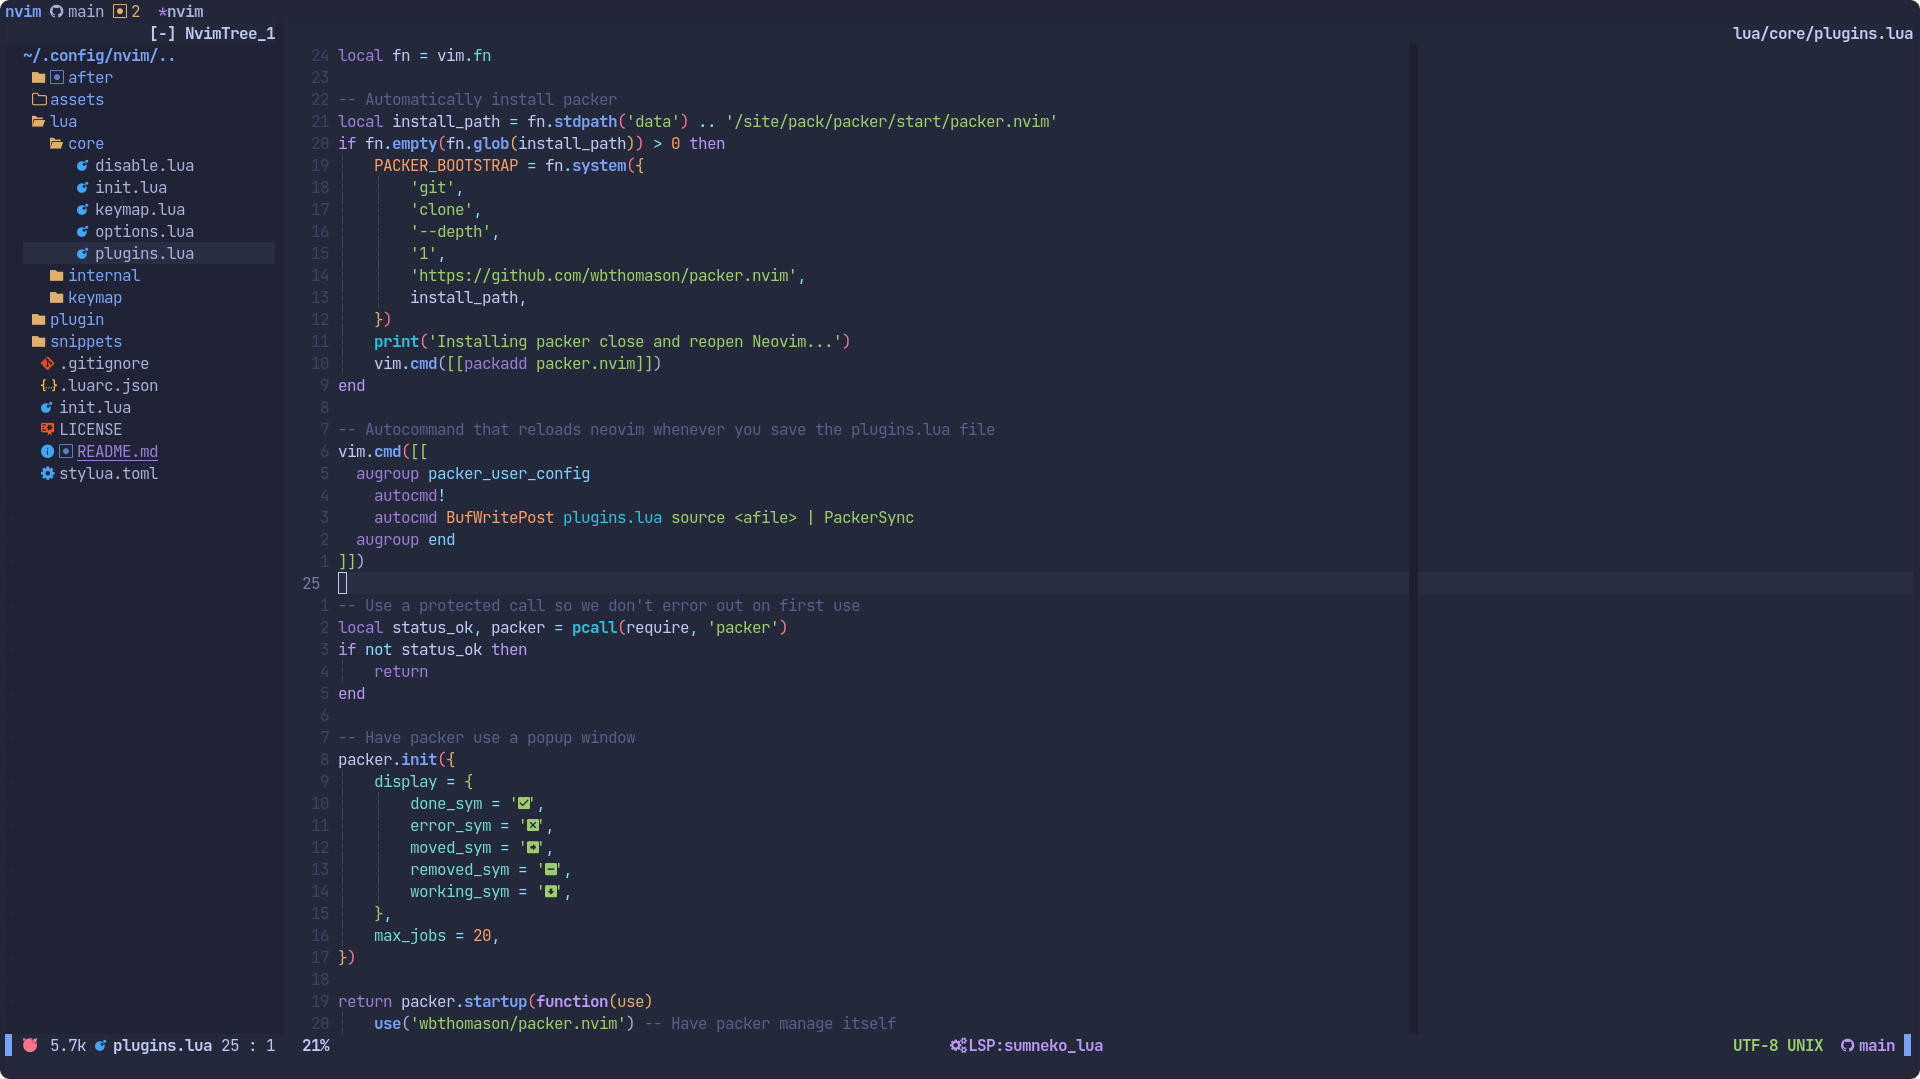 nvim main 2 *nvim
[-] NvimTree_1
lua/core/plugins.lua
~/.config/nvim/..
after
assets
lua
core
disable.lua
init.lua
keymap.lua
options.lua
plugins.lua
internal
keymap
plugin
snippets
.gitignore
{..}.luarc.json
init.lua
LICENSE
README.md
stylua.toml
24 local fn = vim.fn
23
22 -- Automatically install packer
21 local install_path = fn.stdpath('data') .. '/site/pack/packer/start/packer.nvim'
20 if fn.empty(fn.glob(install_path)) > 0 then
19 PACKER_BOOTSTRAP = fn.system({
18 'git',
17 'clone',
16 '--depth',
15 '1',
14 'https://github.com/wbthomason/packer.nvim',
13 install_path,
12 })
11 print('Installing packer close and reopen Neovim...')
10 vim.cmd([[packadd packer.nvim]])
9 end
8
7 -- Autocommand that reloads neovim whenever you save the plugins.lua file
6 vim.cmd([[
5 augroup packer_user_config
4 autocmd!
3 autocmd BufWritePost plugins.lua source <afile> | PackerSync
2 augroup end
1 ]])
25
1 -- Use a protected call so we don't error out on first use
2 local status_ok, packer = pcall(require, 'packer')
3 if not status_ok then
4 return
5 end
6
7 -- Have packer use a popup window
8 packer.init({
9 display = {
10 done_sym = '',
11 error_sym = '',
12 moved_sym = '',
13 removed_sym = '',
14 working_sym = '',
15 },
16 max_jobs = 20,
17 })
18
19 return packer.startup(function(use)
20 use('wbthomason/packer.nvim') -- Have packer manage itself
5.7k plugins.lua 25 : 1 21% LSP:sumneko_lua UTF-8 UNIX main